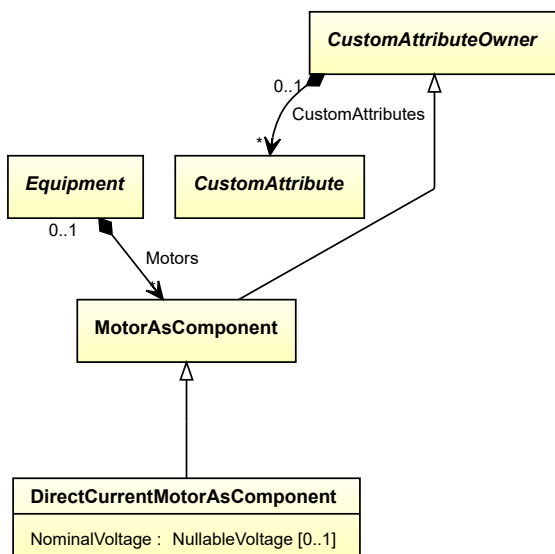 CustomAttributeOwner
0..1
CustomAttributes
*
Equipment
CustomAttribute
0..1
Motors
*
MotorAsComponent
DirectCurrentMotorAsComponent
NominalVoltage : NullableVoltage [0..1]